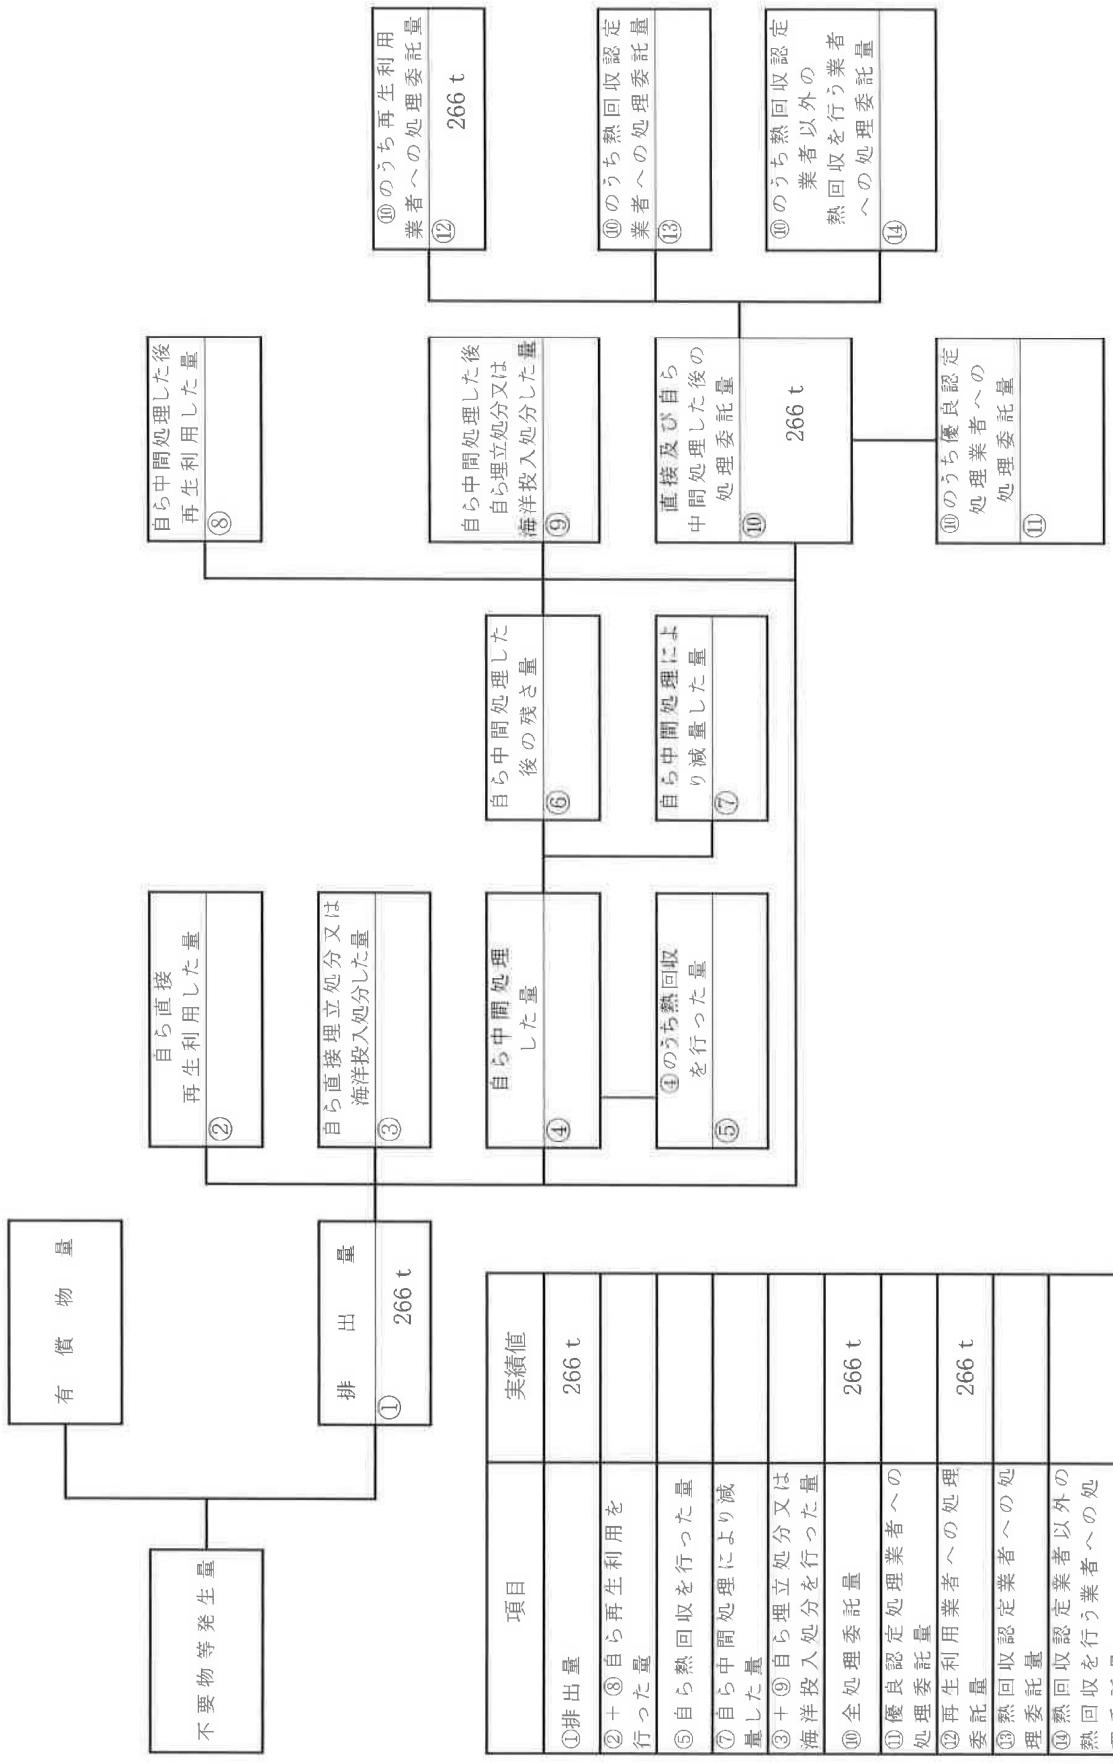 不要物等発生量
有償物量
排出量
①
266 t
自ら直接
再生利用した量
②
自ら直接埋立処分又は
海洋投入処分した量
③
自ら中間処理
した量
④
④のうち熱回収
を行った量
⑤
自ら中間処理した
後の残さ量
⑥
自ら中間処理によ
り減量した量
⑦
自ら中間処理した後
再生利用した量
⑧
自ら中間処理した後
自ら埋立処分又は
海洋投入処分した量
⑨
直接及び自ら
中間処理した後の
処理委託量
⑩
266 t
⑩のうち優良認定
処理業者への
処理委託量
⑪
⑩のうち再生利用
業者への処理委託量
⑫
266 t
⑩のうち熱回収認定
業者への処理委託量
⑬
⑩のうち熱回収認定
業者以外の
熱回収を行う業者
への処理委託量
⑭
項目
実績値
①排出量
266 t
②+⑧自ら再生利用を
行った量
⑤自ら熱回収を行った量
⑦自ら中間処理により減
量した量
③+⑨自ら埋立処分又は
海洋投入処分を行った量
⑩全処理委託量
266 t
⑪優良認定処理業者への
処理委託量
⑫再生利用業者への処理
委託量
266 t
⑬熱回収認定業者への処
理委託量
⑭熱回収認定業者以外の
熱回収を行う業者への処